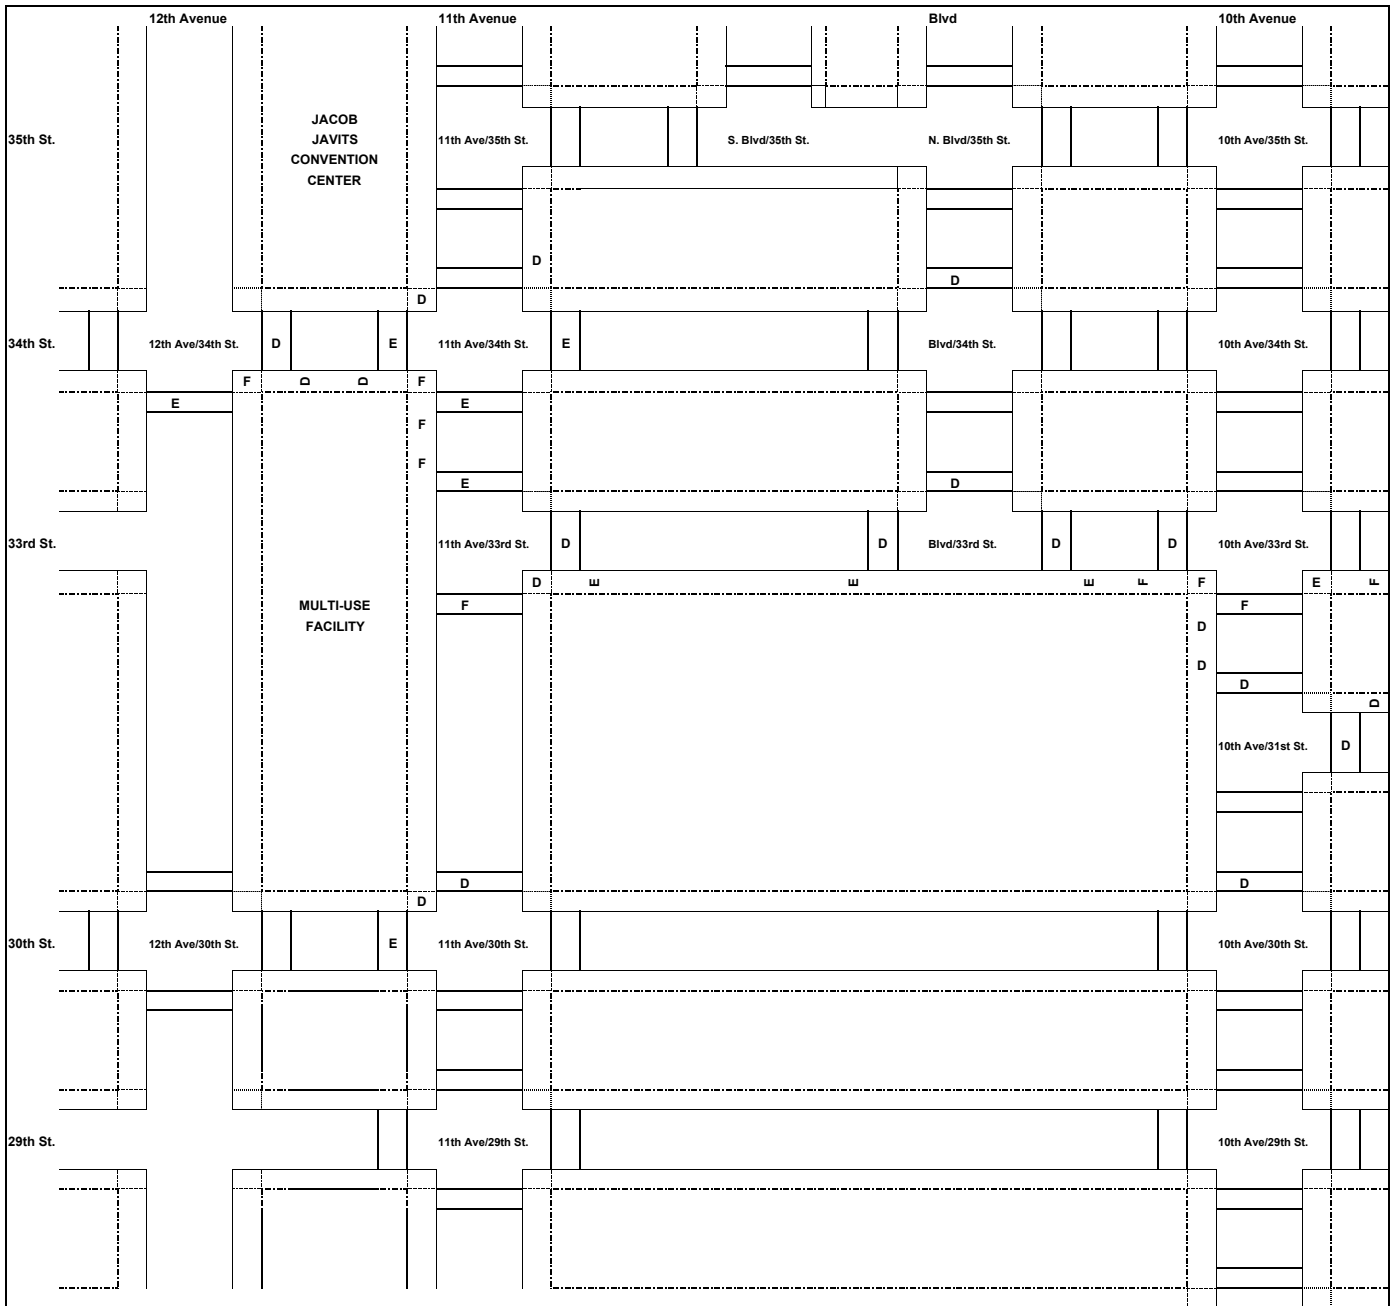 12th Avenue 11th Avenue Blvd 10th Avenue
JACOB
JAVITS
CONVENTION
CENTER
35th St. 11th Ave/35th St. S. Blvd/35th St. N. Blvd/35th St. 10th Ave/35th St.
D
D
D
34th St. 12th Ave/34th St. D E 11th Ave/34th St. E Blvd/34th St. 10th Ave/34th St.
F D D F
E E
F
F
E D
33rd St. 11th Ave/33rd St. D D Blvd/33rd St. D D 10th Ave/33rd St.
D E E E F F E F
MULTI-USE
FACILITY
F F
D
D
D
D
10th Ave/31st St. D
D D
D
30th St. 12th Ave/30th St. E 11th Ave/30th St. 10th Ave/30th St.
29th St. 11th Ave/29th St. 10th Ave/29th St.